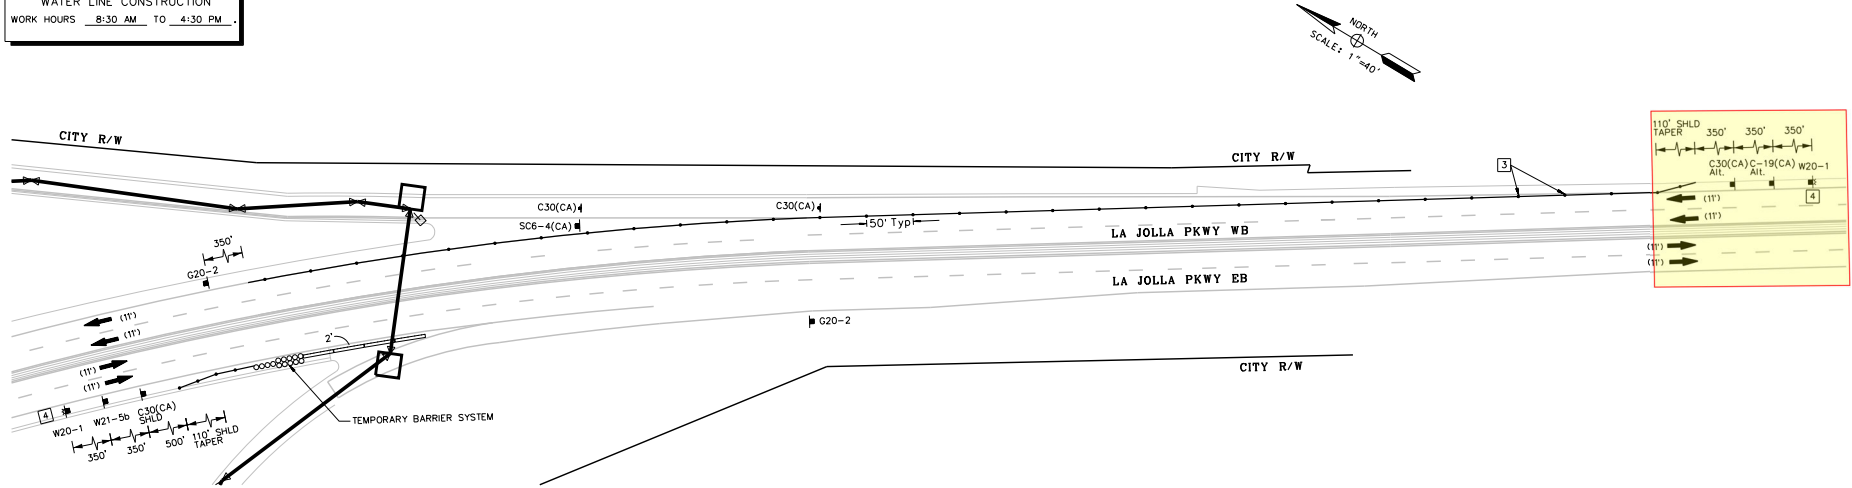 WATER LINE CONSTRUCTION
WORK HOURS 8:30 AM TO 4:30 PM.
NORTH
SCALE: 1"=40'
CITY R/W
CITY R/W
3
110' SHLD
TAPER
350' 350' 350'
C30(CA) C-19(CA) W20-1
Alt. Alt.
4
(11')
(11')
(11')
(11')
C30(CA)
SC6-4(CA)
C30(CA)
50' Typ
LA JOLLA PKWY WB
LA JOLLA PKWY EB
350'
G20-2
G20-2
(11')
(11')
(11')
(11')
2'
4
W20-1 W21-5b C30(CA)
SHLD
350' 350' 500' 110' SHLD
TAPER
TEMPORARY BARRIER SYSTEM
CITY R/W